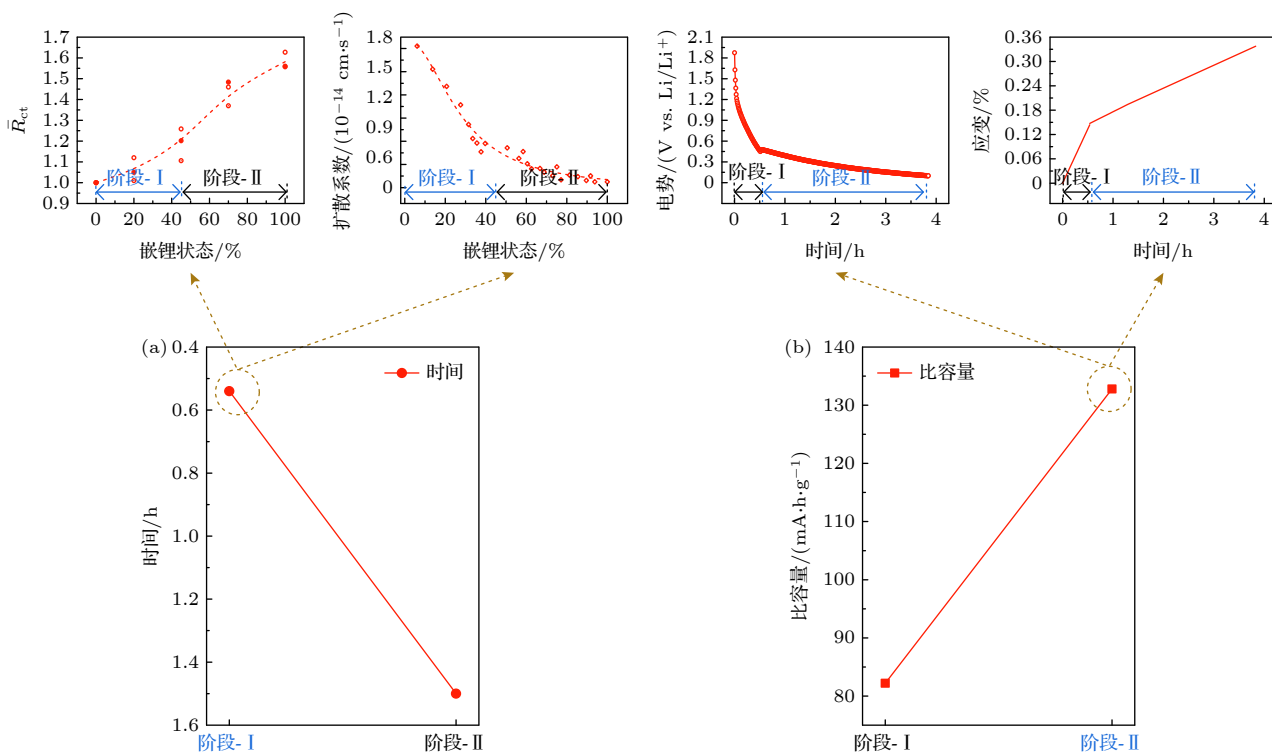 1.7
1.6
1.5
1.4
1.3
1.2
1.1
1.0
0.9
R̄ct
阶段-Ⅰ
阶段-Ⅱ
0 20 40 60 80 100
嵌锂状态/%
1.8
1.5
1.2
0.9
0.6
0.3
0
扩散系数/(10−14 cm·s−1)
阶段-Ⅰ
阶段-Ⅱ
0 20 40 60 80 100
嵌锂状态/%
2.1
1.8
1.5
1.2
0.9
0.6
0.3
0
电势/(V vs. Li/Li+)
阶段-Ⅰ
阶段-Ⅱ
0 1 2 3 4
时间/h
0.36
0.30
0.24
0.18
0.12
0.06
0
应变/%
阶段-Ⅰ
阶段-Ⅱ
0 1 2 3 4
时间/h
(a)
时间
0.4
0.6
0.8
1.0
1.2
1.4
1.6
时间/h
阶段-Ⅰ 阶段-Ⅱ
(b)
比容量
140
130
120
110
100
90
80
比容量/(mA·h·g−1)
阶段-Ⅰ 阶段-Ⅱ